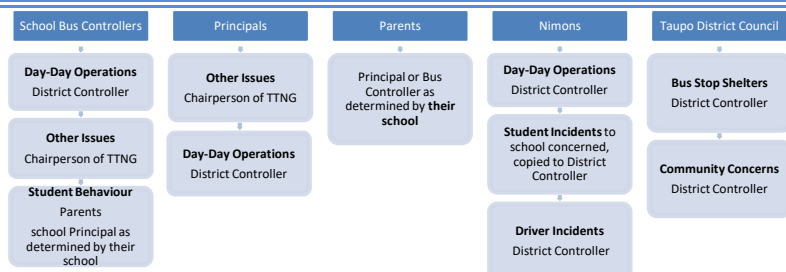 School Bus Controllers
Day-Day Operations
District Controller
Other Issues
Chairperson of TTNG
Student Behaviour
Parents
school Principal as
determined by their
school
Principals
Other Issues
Chairperson of TTNG
Day-Day Operations
District Controller
Parents
Principal or Bus
Controller as
determined by their
school
Nimons
Day-Day Operations
District Controller
Student Incidents to
school concerned,
copied to District
Controller
Driver Incidents
District Controller
Taupo District Council
Bus Stop Shelters
District Controller
Community Concerns
District Controller